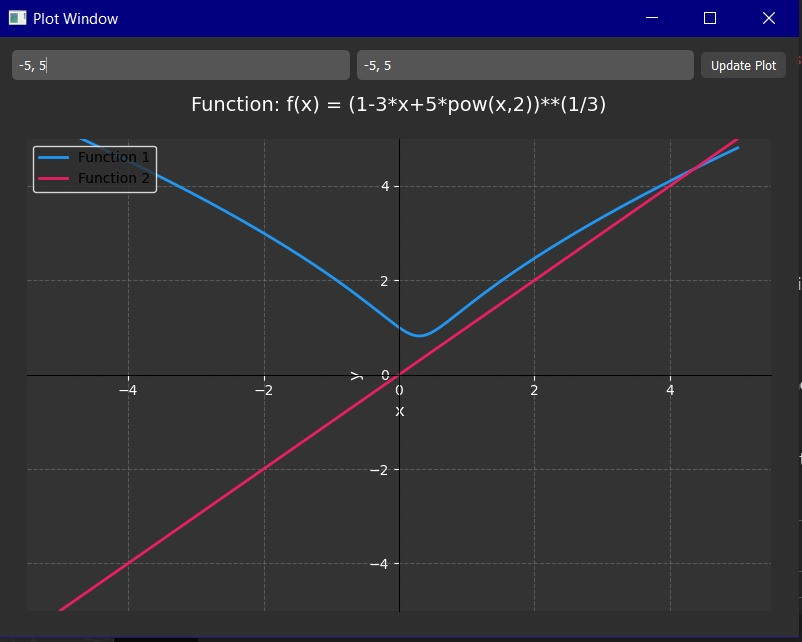 Plot Window
-5, 5 -5, 5 Update Plot
Function: f(x) = (1-3*x+5*pow(x,2))**(1/3)
Function 1
Function 2
4
2
y 0
−4 −2 0 2 4
x
−2
−4